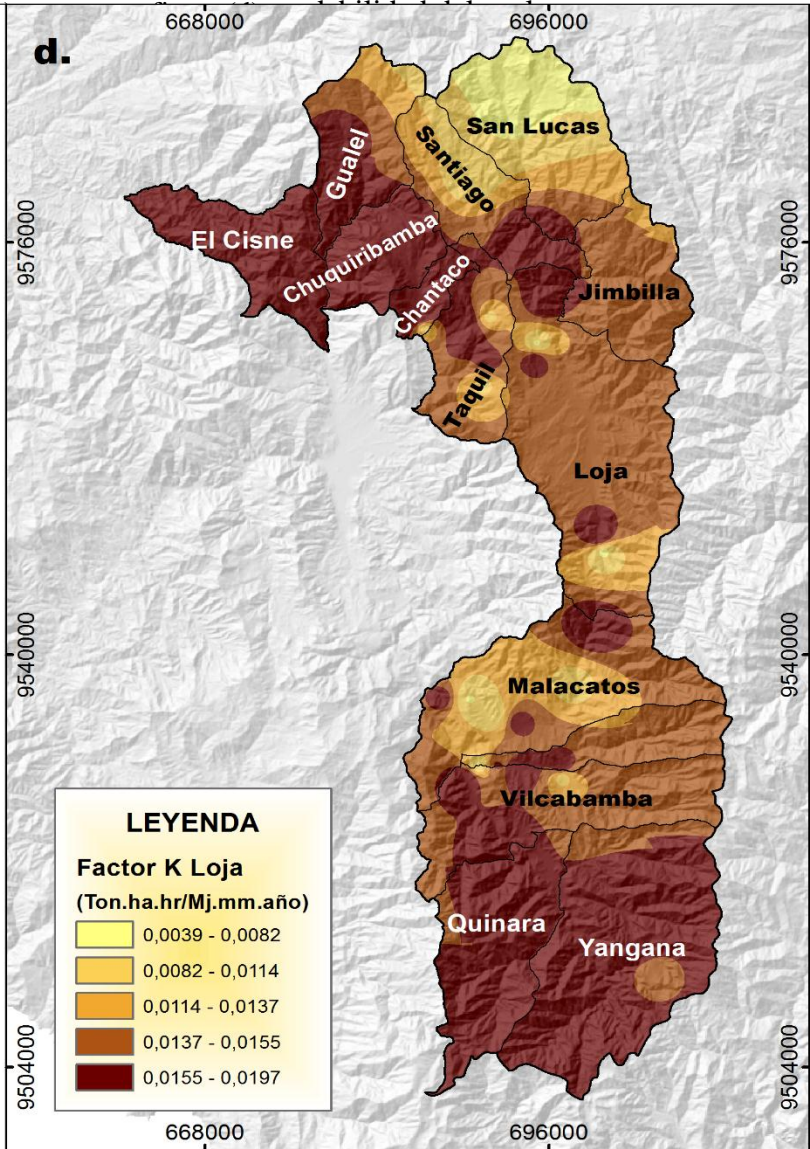 668000
696000
d.
San Lucas
Santiago
Gualel
9576000
9576000
El Cisne
Chuquiribamba
Chantaco
Jimbilla
Taquil
Loja
9540000
9540000
Malacatos
Vilcabamba
LEYENDA
Factor K Loja
(Ton.ha.hr/Mj.mm.año)
0,0039 - 0,0082
0,0082 - 0,0114
0,0114 - 0,0137
0,0137 - 0,0155
0,0155 - 0,0197
Quinara
Yangana
9504000
9504000
668000
696000